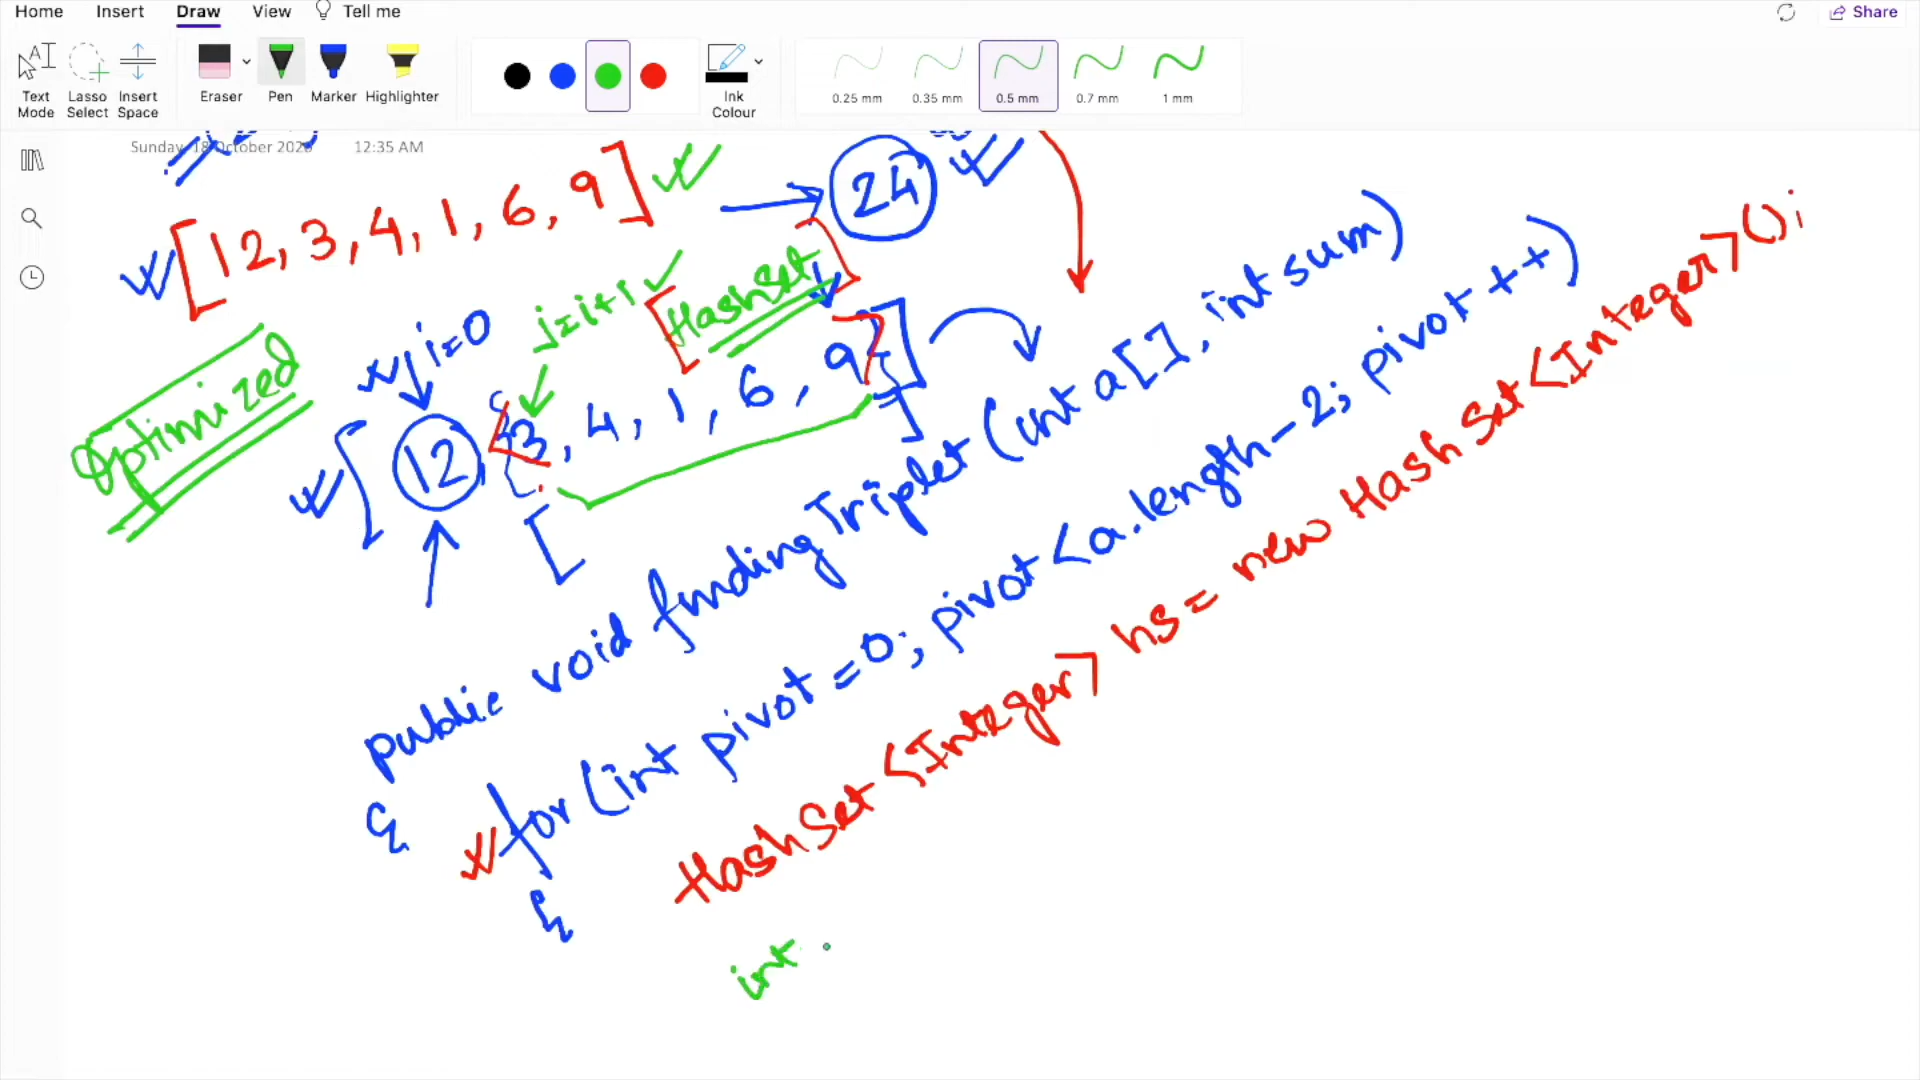 Home Insert Draw View Tell me Share
Text Mode
Lasso Select
Insert Space
Eraser
Pen
Marker
Highlighter
Ink Colour
0.25 mm
0.35 mm
0.5 mm
0.7 mm
1 mm
Sunday, 18 October 2020 12:35 AM
[12, 3, 4, 1, 6, 9]
24
Optimized
i=0
j=i+1
[HashSet]
[12, 3, 4, 1, 6, 9]
public void findingTriplet (int a[], int sum)
{
for (int pivot=0; pivot<a.length-2; pivot++)
{
HashSet<Integer> hs = new HashSet<Integer>();
int